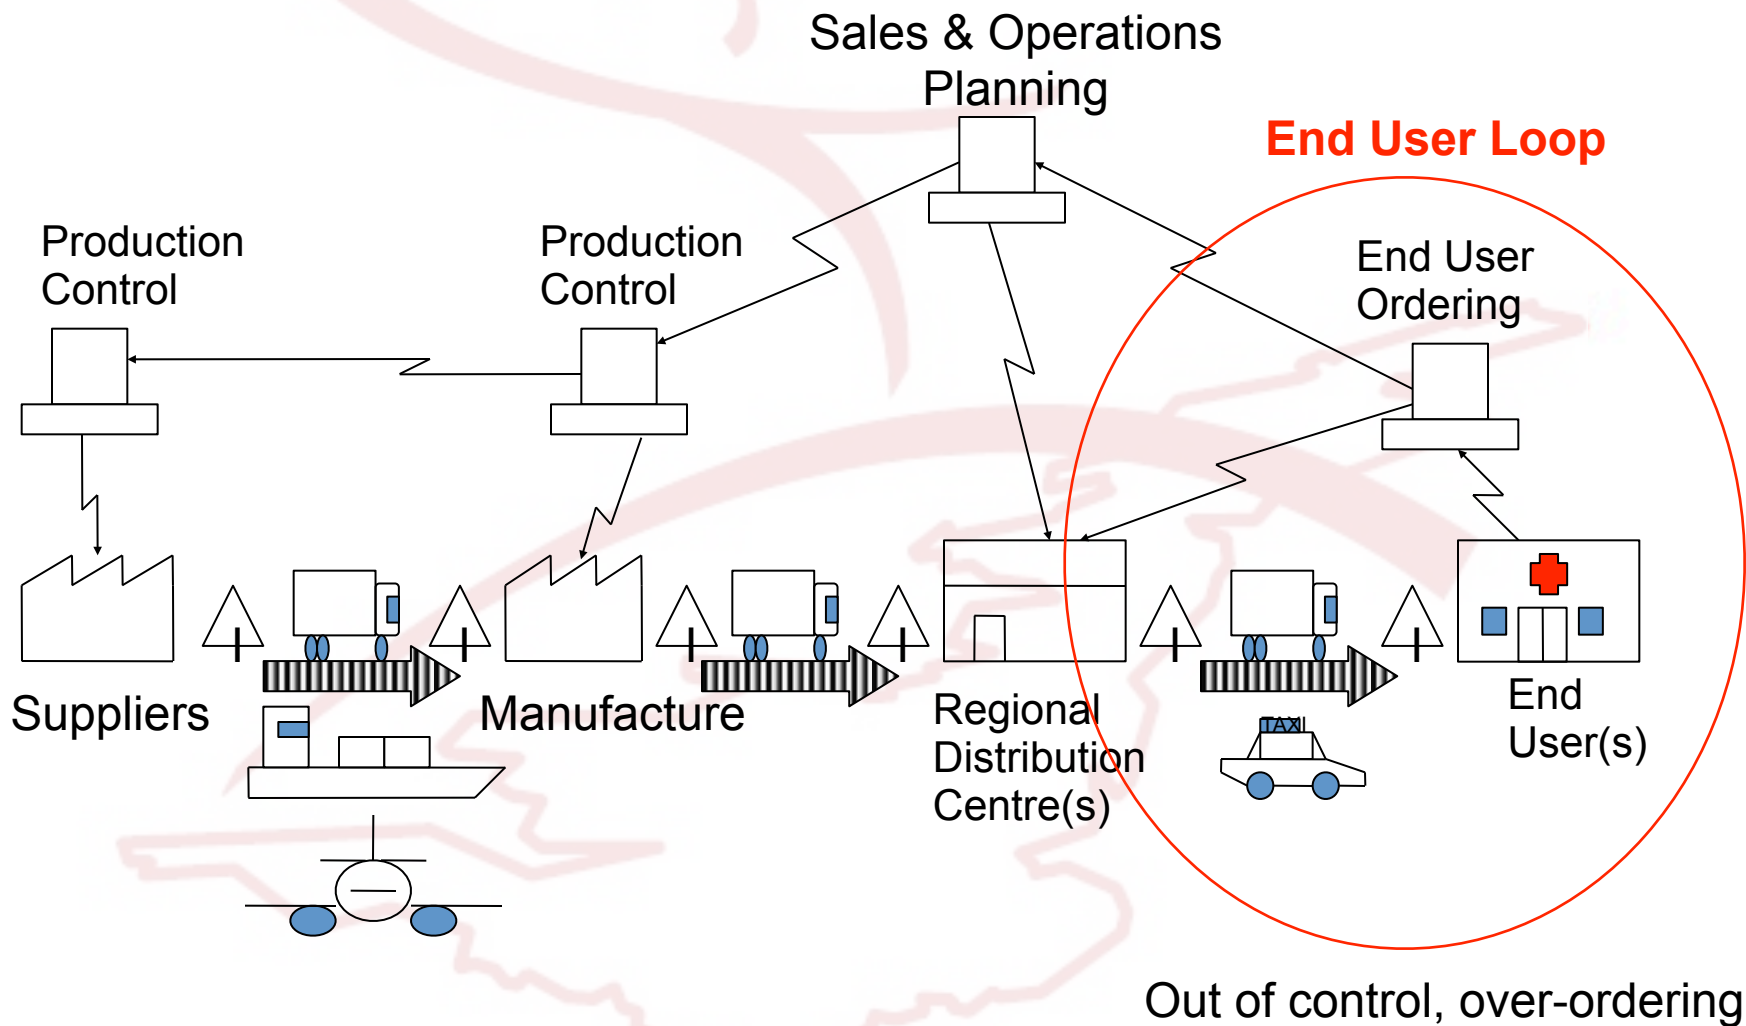 Sales & Operations
Planning
End User Loop
Production
Control
Production
Control
End User
Ordering
Suppliers
Manufacture
Regional
Distribution
Centre(s)
TAXI
End
User(s)
Out of control, over-ordering